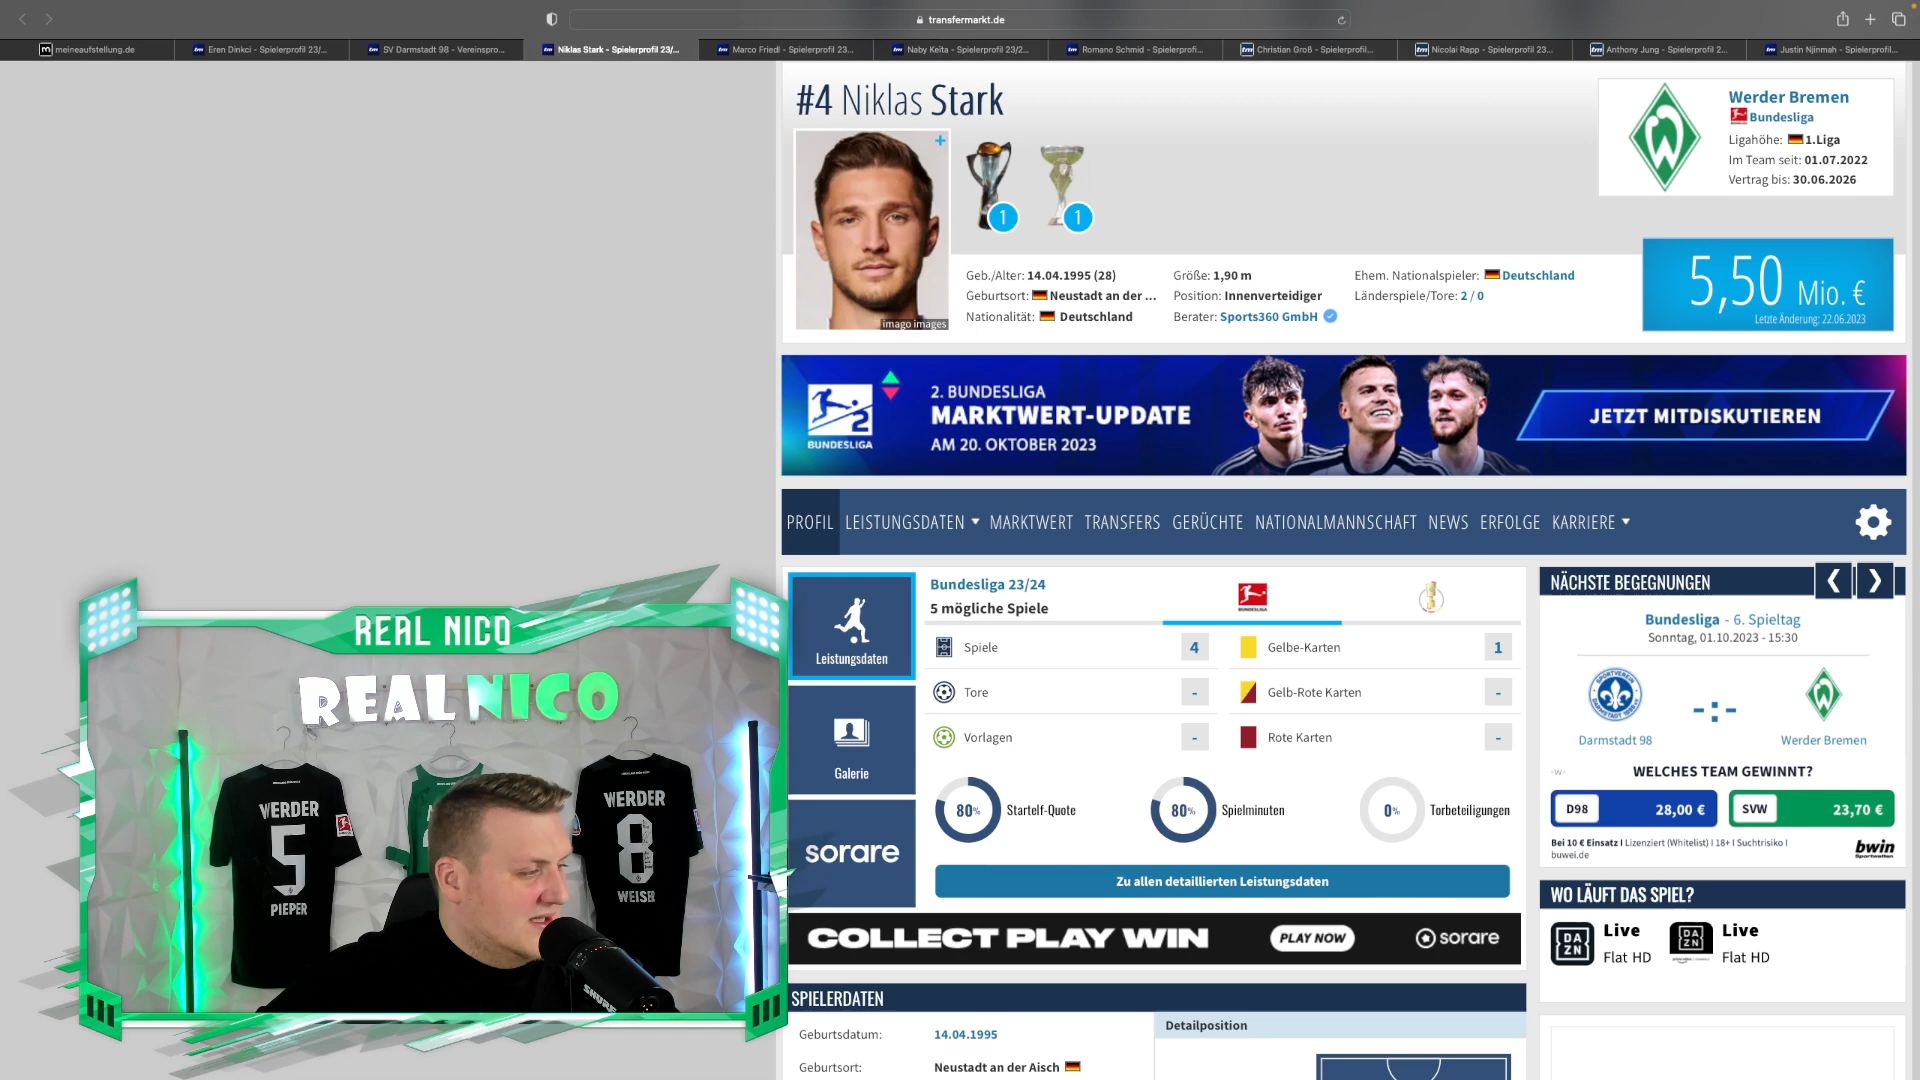 transfermarkt.de
meineaufstellung.de
Eren Dinkci - Spielerprofil 23/...
SV Darmstadt 98 - Vereinspro...
Niklas Stark - Spielerprofil 23/...
Marco Friedl - Spielerprofil 23...
Naby Keïta - Spielerprofil 23/2...
Romano Schmid - Spielerprofi...
Christian Groß - Spielerprofil...
Nicolai Rapp - Spielerprofil 23...
Anthony Jung - Spielerprofil 2...
Justin Njinmah - Spielerprofil...
#4 Niklas Stark
imago images
1
1
Geb./Alter: 14.04.1995 (28)
Geburtsort: Neustadt an der ...
Nationalität: Deutschland
Größe: 1,90 m
Position: Innenverteidiger
Berater: Sports360 GmbH
Ehem. Nationalspieler: Deutschland
Länderspiele/Tore: 2 / 0
Werder Bremen
Bundesliga
Ligahöhe: 1.Liga
Im Team seit: 01.07.2022
Vertrag bis: 30.06.2026
5,50 Mio. €
Letzte Änderung: 22.06.2023
BUNDESLIGA
2. BUNDESLIGA
MARKTWERT-UPDATE
AM 20. OKTOBER 2023
JETZT MITDISKUTIEREN
PROFIL LEISTUNGSDATEN MARKTWERT TRANSFERS GERÜCHTE NATIONALMANNSCHAFT NEWS ERFOLGE KARRIERE
Leistungsdaten
Galerie
sorare
Bundesliga 23/24
5 mögliche Spiele
Spiele 4
Tore -
Vorlagen -
Gelbe-Karten 1
Gelb-Rote Karten -
Rote Karten -
80% Startelf-Quote
80% Spielminuten
0% Torbeteiligungen
Zu allen detaillierten Leistungsdaten
COLLECT PLAY WIN
PLAY NOW
sorare
SPIELERDATEN
Geburtsdatum: 14.04.1995
Geburtsort: Neustadt an der Aisch
Detailposition
NÄCHSTE BEGEGNUNGEN
Bundesliga - 6. Spieltag
Sonntag, 01.10.2023 - 15:30
-:-
Darmstadt 98
Werder Bremen
-W-
WELCHES TEAM GEWINNT?
D98 28,00 €
SVW 23,70 €
Bei 10 € Einsatz I Lizenziert (Whitelist) I 18+ I Suchtrisiko I
buwei.de
bwin
Sportwetten
WO LÄUFT DAS SPIEL?
DAZN
Live
Flat HD
DAZN
Live
Flat HD
REAL NICO
REALNICO
WERDER
5
PIEPER
WERDER
8
WEISER
SHURE